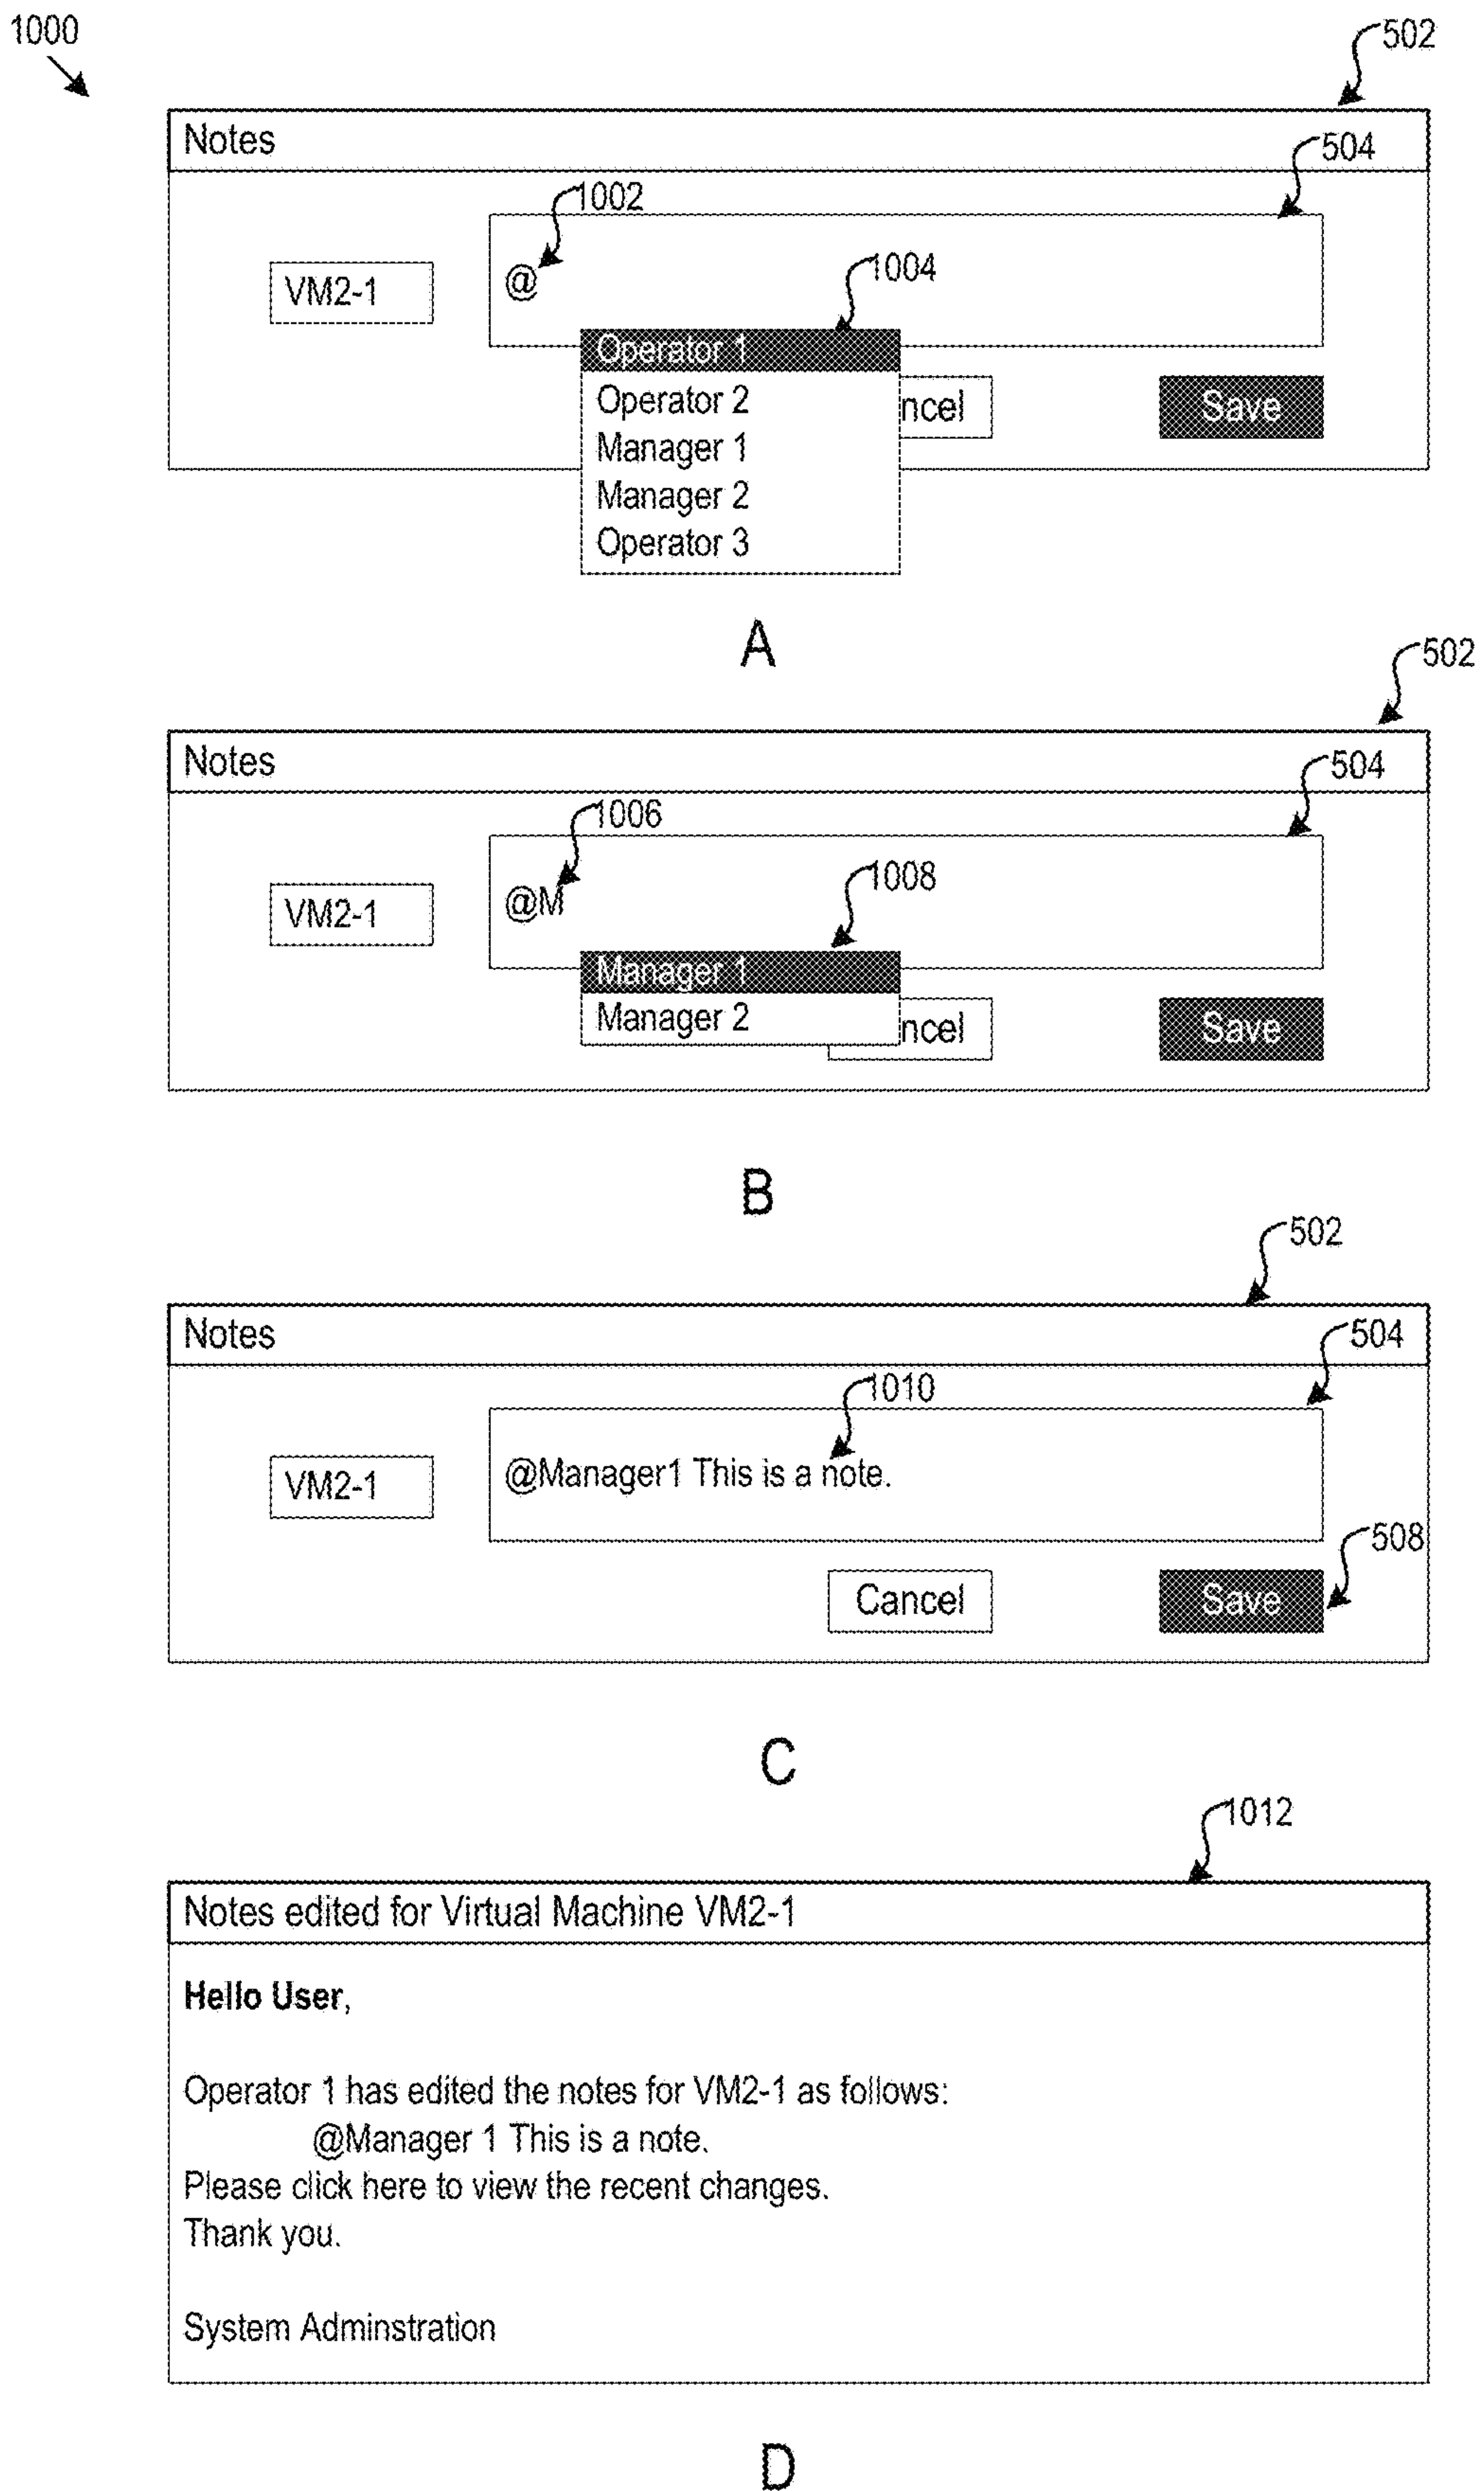 1000
502
Notes
504
1002
@
1004
VM2-1
Operator 1
Operator 2
ncel
Save
Manager 1
Manager 2
Operator 3
A
502
Notes
504
1006
@M
1008
VM2-1
Manager 1
Manager 2
ncel
Save
B
502
Notes
504
1010
@Manager1 This is a note.
VM2-1
508
Cancel
Save
C
1012
Notes edited for Virtual Machine VM2-1
Hello User,
Operator 1 has edited the notes for VM2-1 as follows:
@Manager 1 This is a note.
Please click here to view the recent changes.
Thank you.
System Adminstration
D